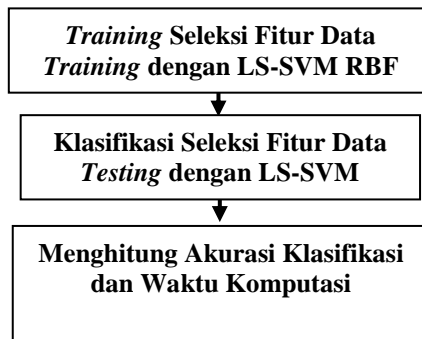 Training Seleksi Fitur Data
Training dengan LS-SVM RBF
Klasifikasi Seleksi Fitur Data
Testing dengan LS-SVM
Menghitung Akurasi Klasifikasi
dan Waktu Komputasi